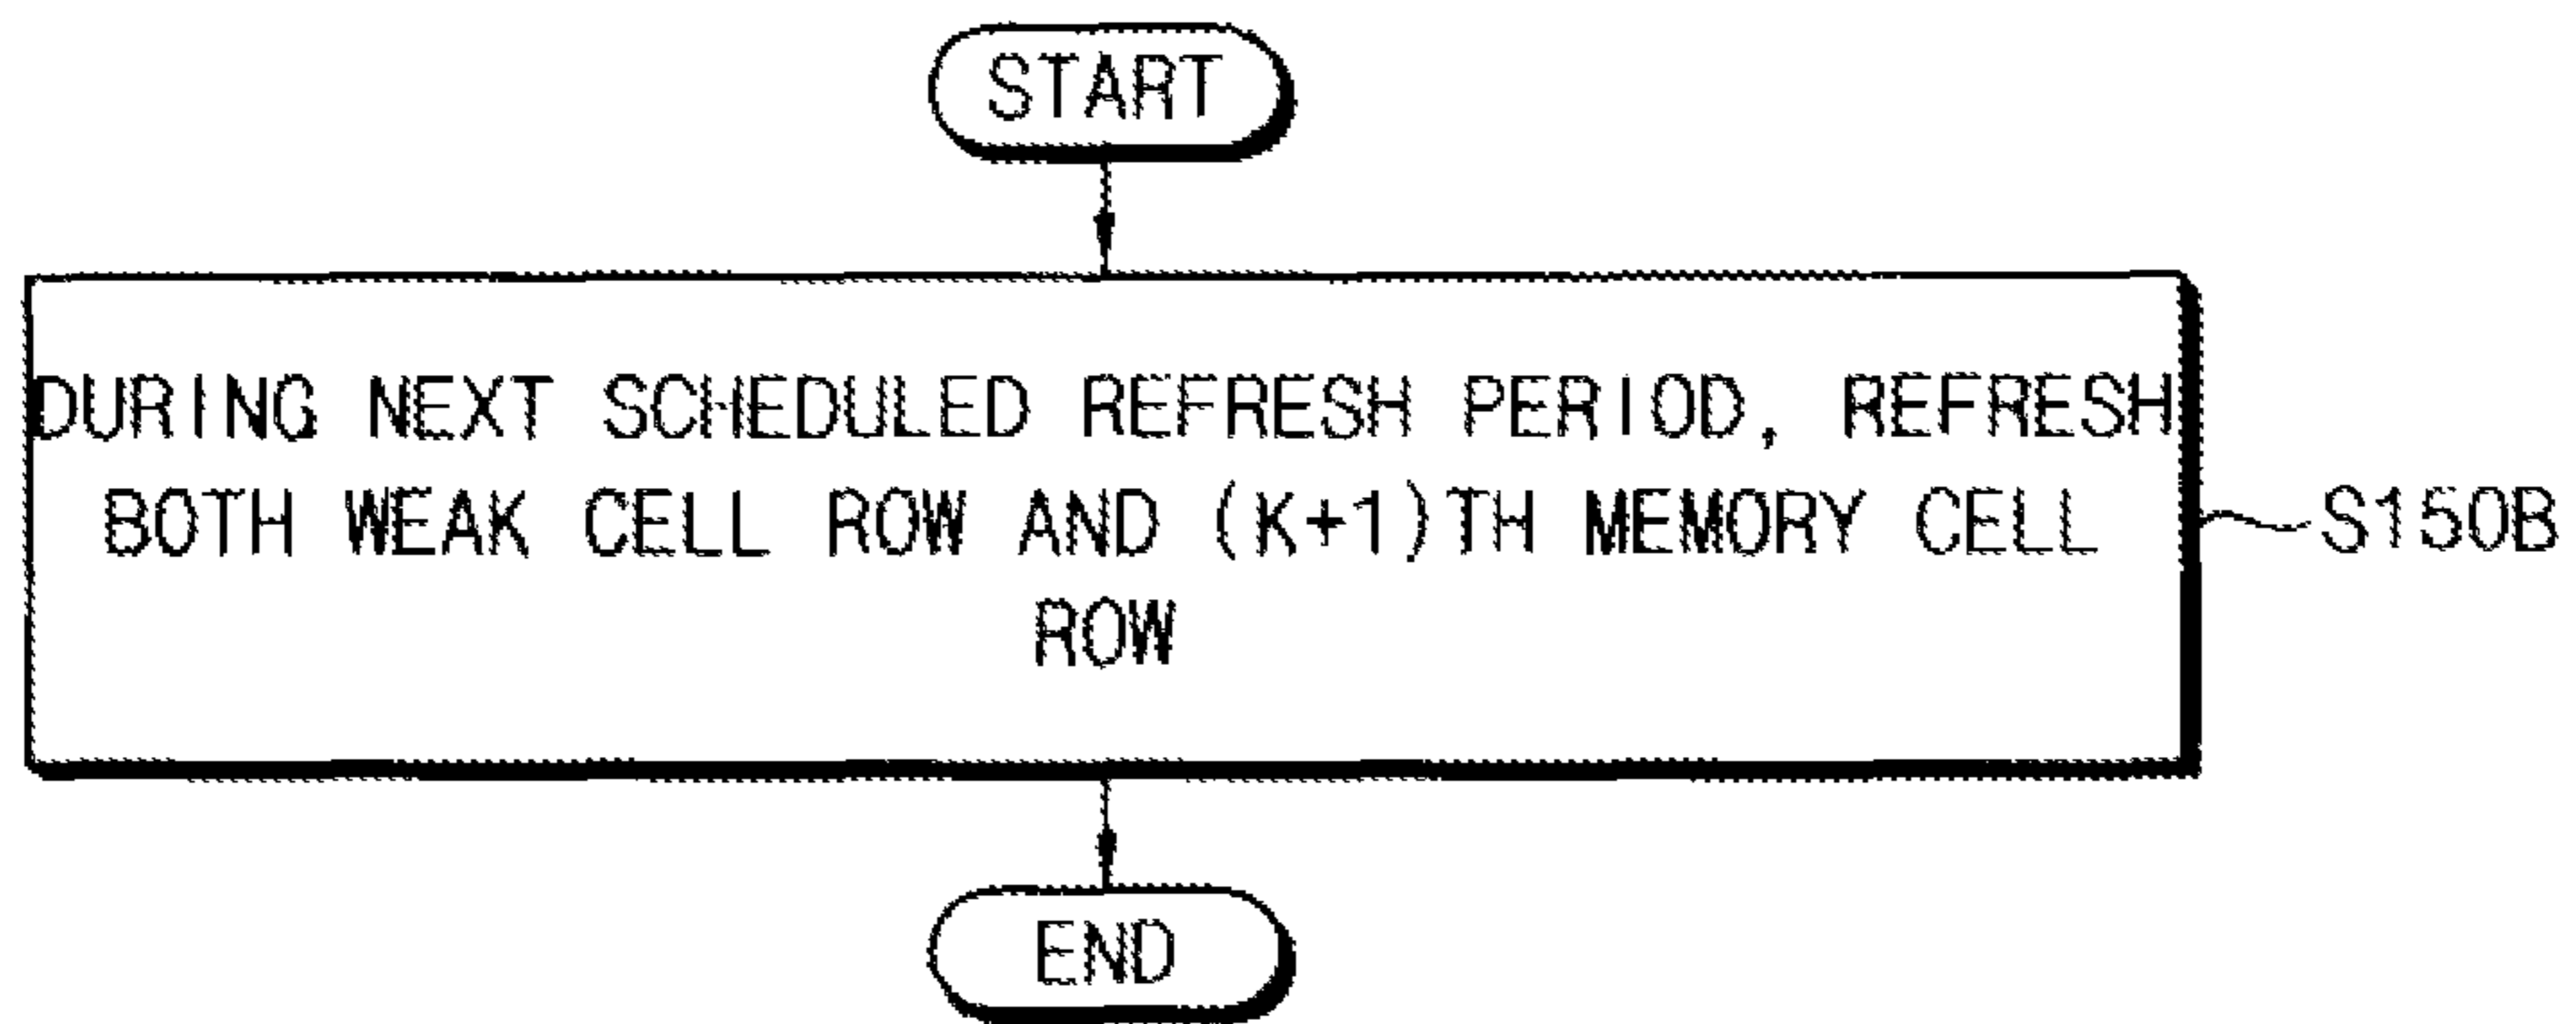 START
DURING NEXT SCHEDULED REFRESH PERIOD, REFRESH
BOTH WEAK CELL ROW AND (K+1)TH MEMORY CELL
ROW
S150B
END